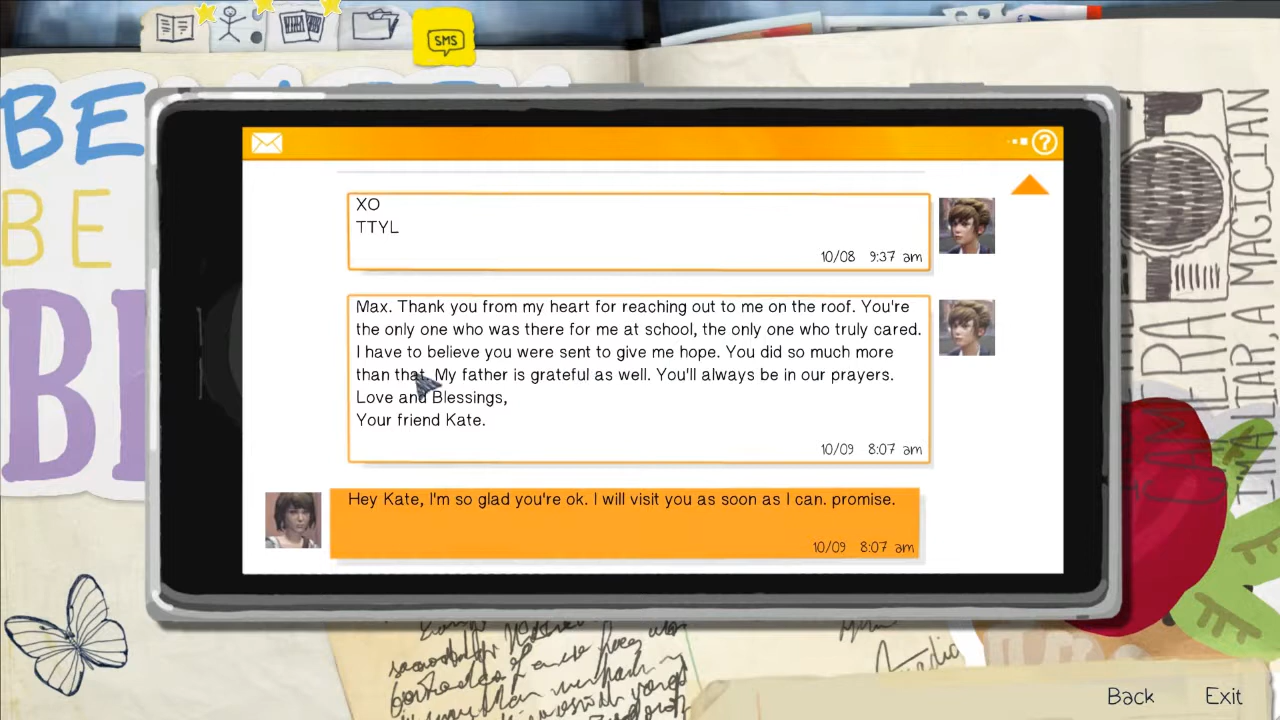 SMS
BE
BE
?
XO
TTYL
10/08 9:37 am
Max. Thank you from my heart for reaching out to me on the roof. You're
the only one who was there for me at school, the only one who truly cared.
I have to believe you were sent to give me hope. You did so much more
than that. My father is grateful as well. You'll always be in our prayers.
Love and Blessings,
Your friend Kate.
10/09 8:07 am
Hey Kate, I'm so glad you're ok. I will visit you as soon as I can. promise.
10/09 8:07 am
CAMERA
LIAR, A MAGICIAN
Back
Exit